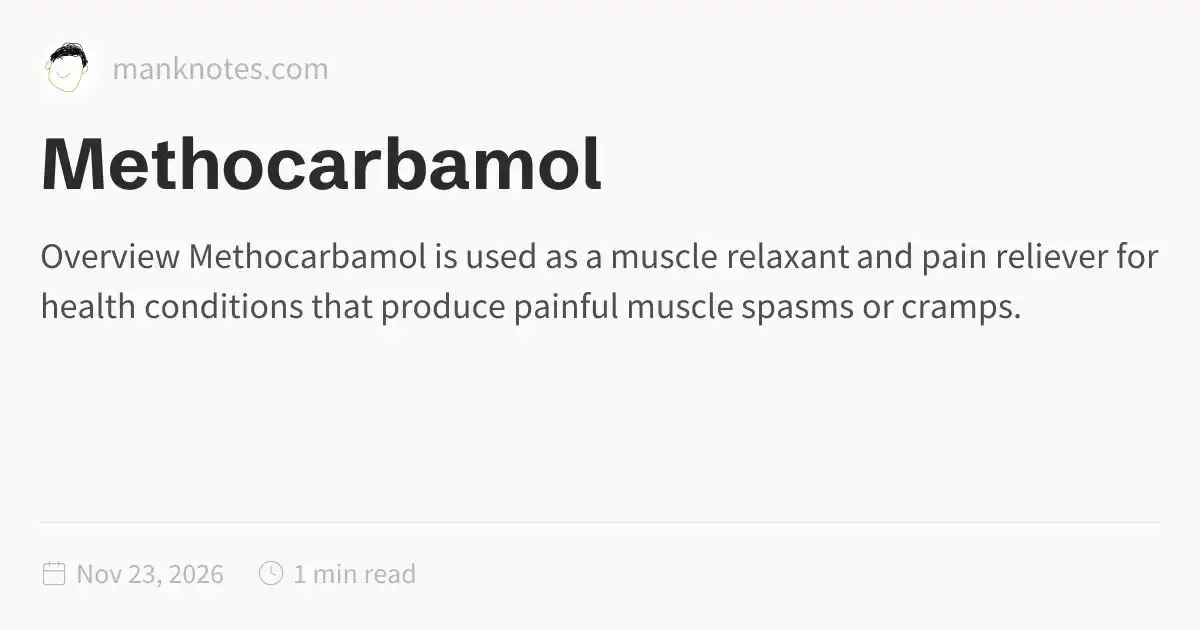 manknotes.com
Methocarbamol
Overview Methocarbamol is used as a muscle relaxant and pain reliever for
health conditions that produce painful muscle spasms or cramps.
Nov 23, 2026 1 min read